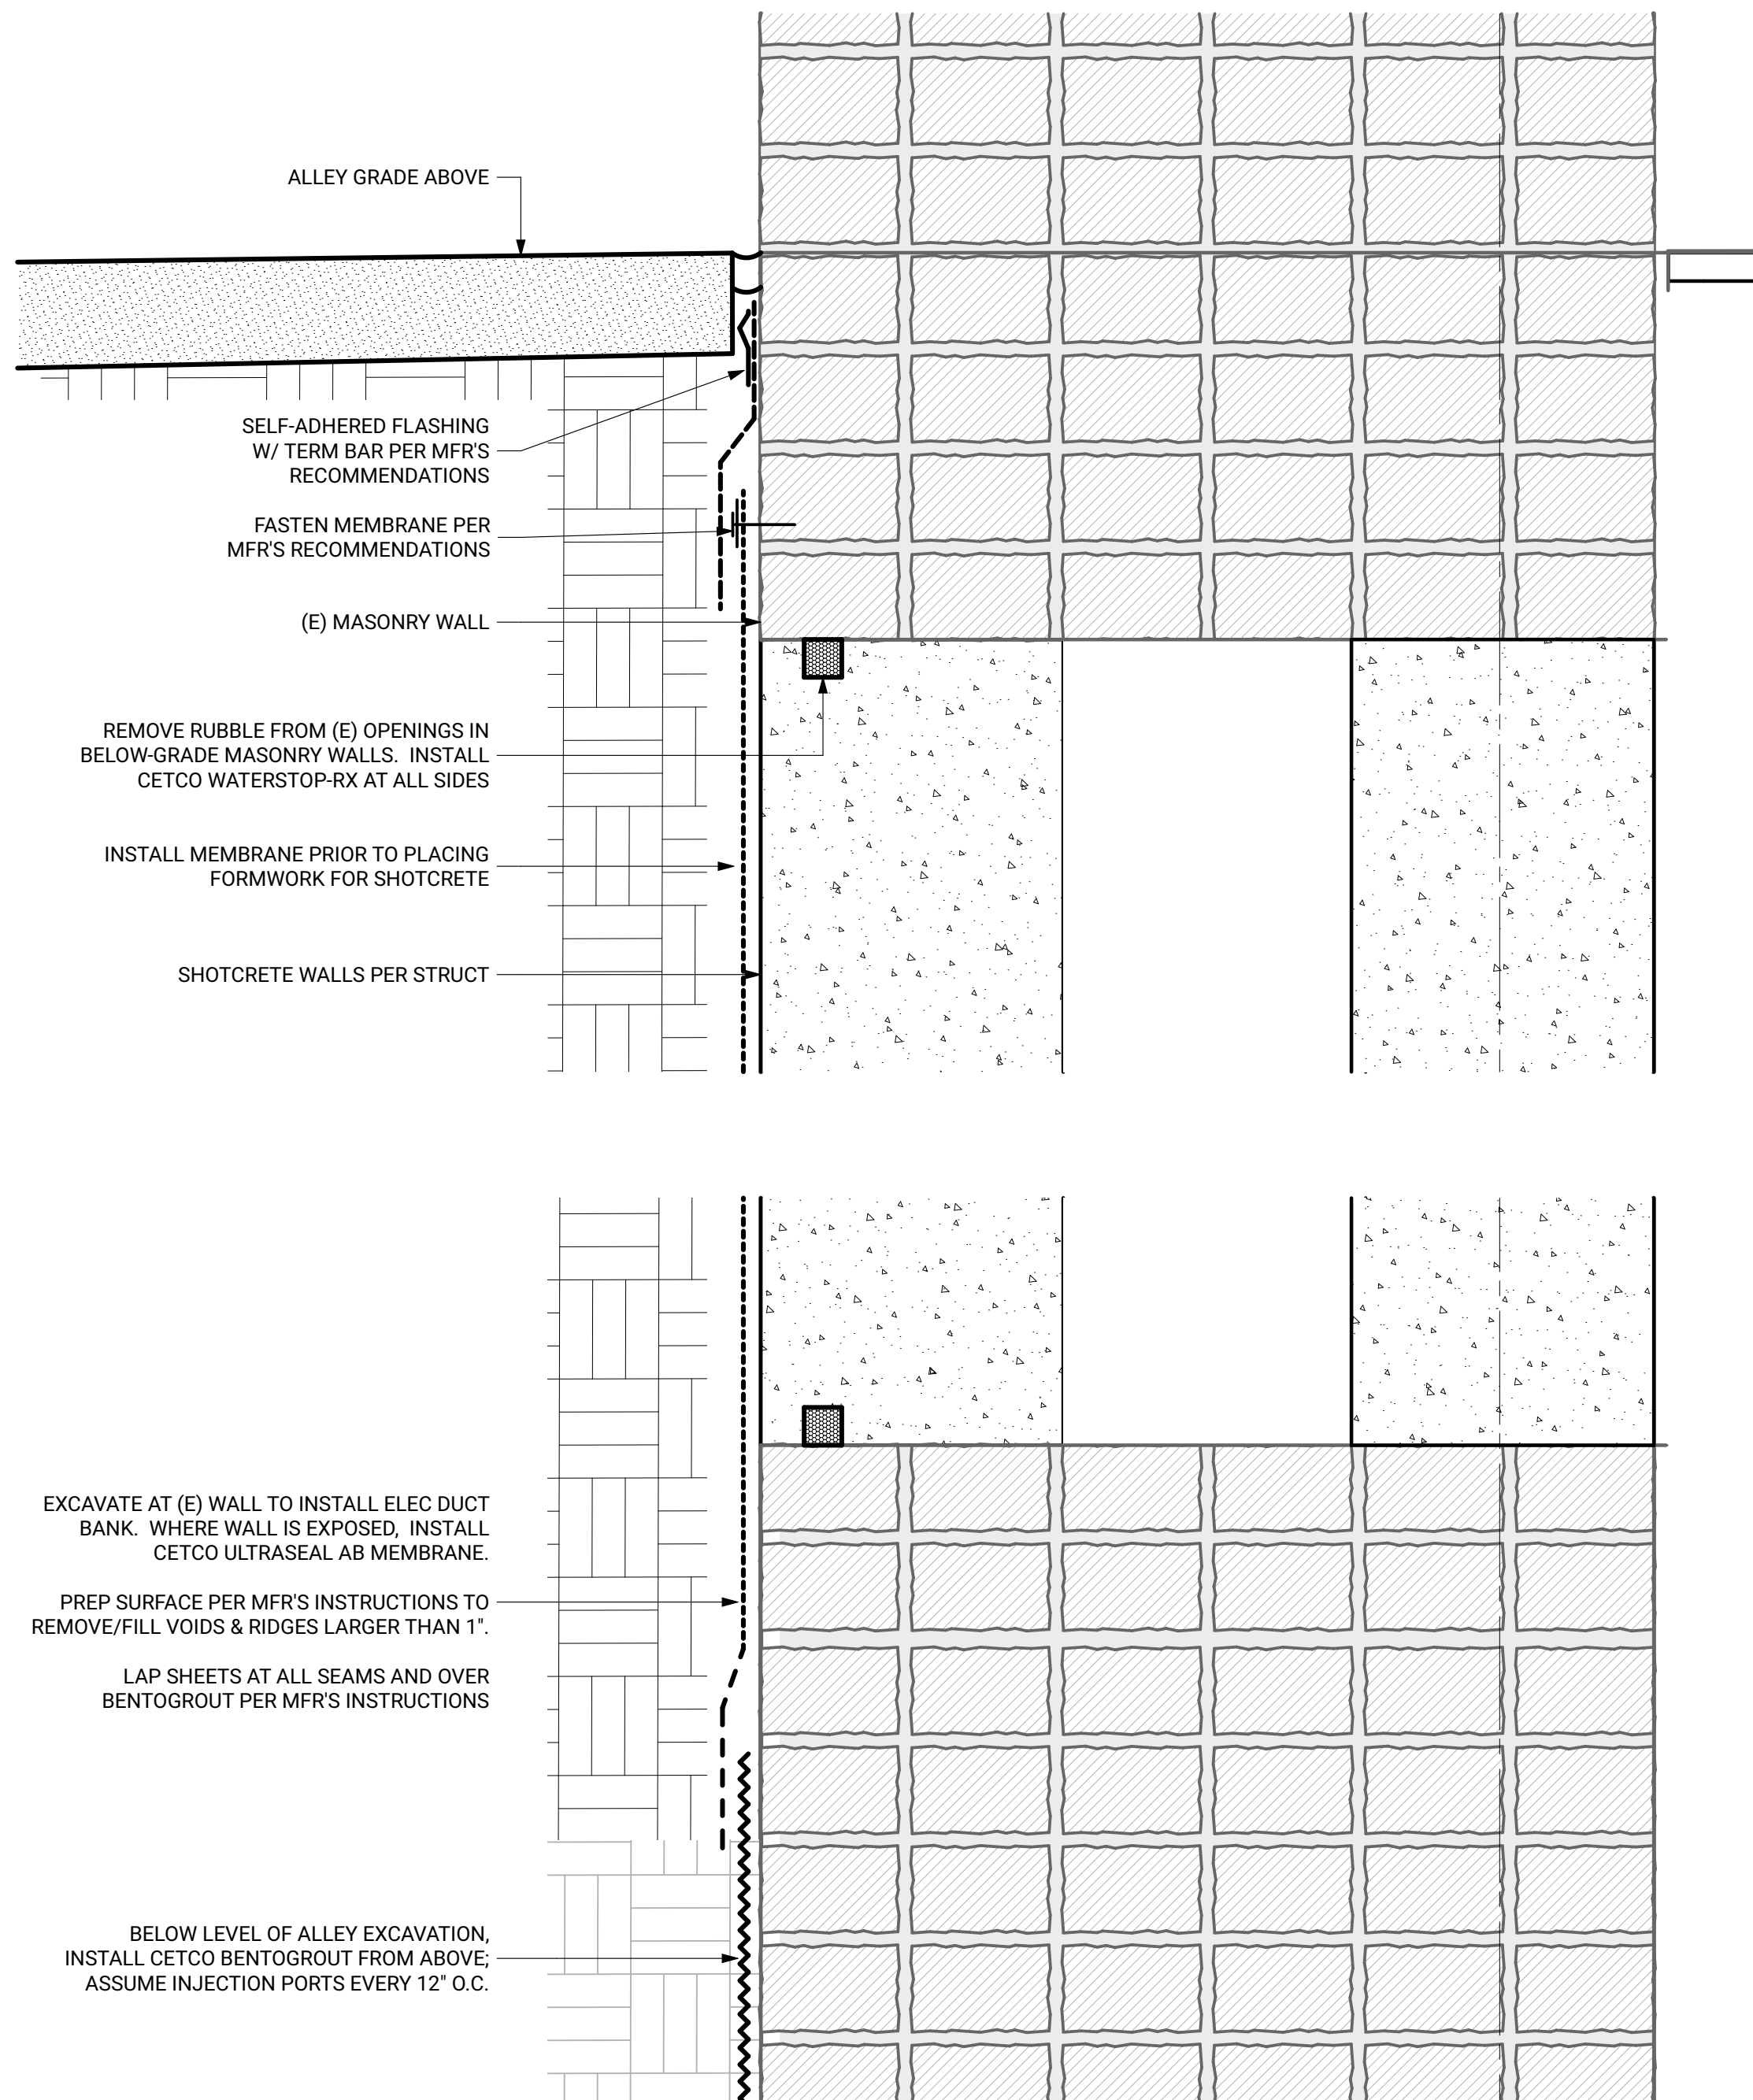 ALLEY GRADE ABOVE
SELF-ADHERED FLASHING
W/ TERM BAR PER MFR'S
RECOMMENDATIONS
FASTEN MEMBRANE PER
MFR'S RECOMMENDATIONS
(E) MASONRY WALL
REMOVE RUBBLE FROM (E) OPENINGS IN
BELOW-GRADE MASONRY WALLS. INSTALL
CETCO WATERSTOP-RX AT ALL SIDES
INSTALL MEMBRANE PRIOR TO PLACING
FORMWORK FOR SHOTCRETE
SHOTCRETE WALLS PER STRUCT
EXCAVATE AT (E) WALL TO INSTALL ELEC DUCT
BANK. WHERE WALL IS EXPOSED, INSTALL
CETCO ULTRASEAL AB MEMBRANE.
PREP SURFACE PER MFR'S INSTRUCTIONS TO
REMOVE/FILL VOIDS & RIDGES LARGER THAN 1".
LAP SHEETS AT ALL SEAMS AND OVER
BENTOGROUT PER MFR'S INSTRUCTIONS
BELOW LEVEL OF ALLEY EXCAVATION,
INSTALL CETCO BENTOGROUT FROM ABOVE;
ASSUME INJECTION PORTS EVERY 12" O.C.